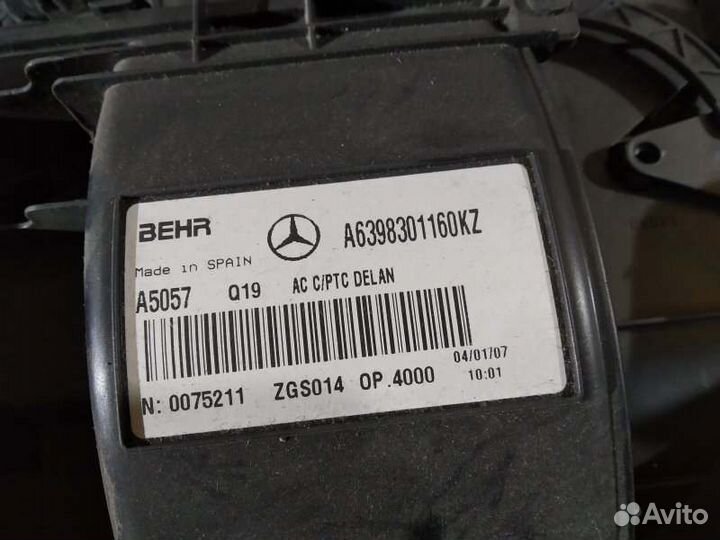 BEHR A6398301160KZ
Made in SPAIN
A5057 Q19 AC C/PTC DELAN
04/01/07
N: 0075211 ZGS014 OP.4000 10:01
Avito